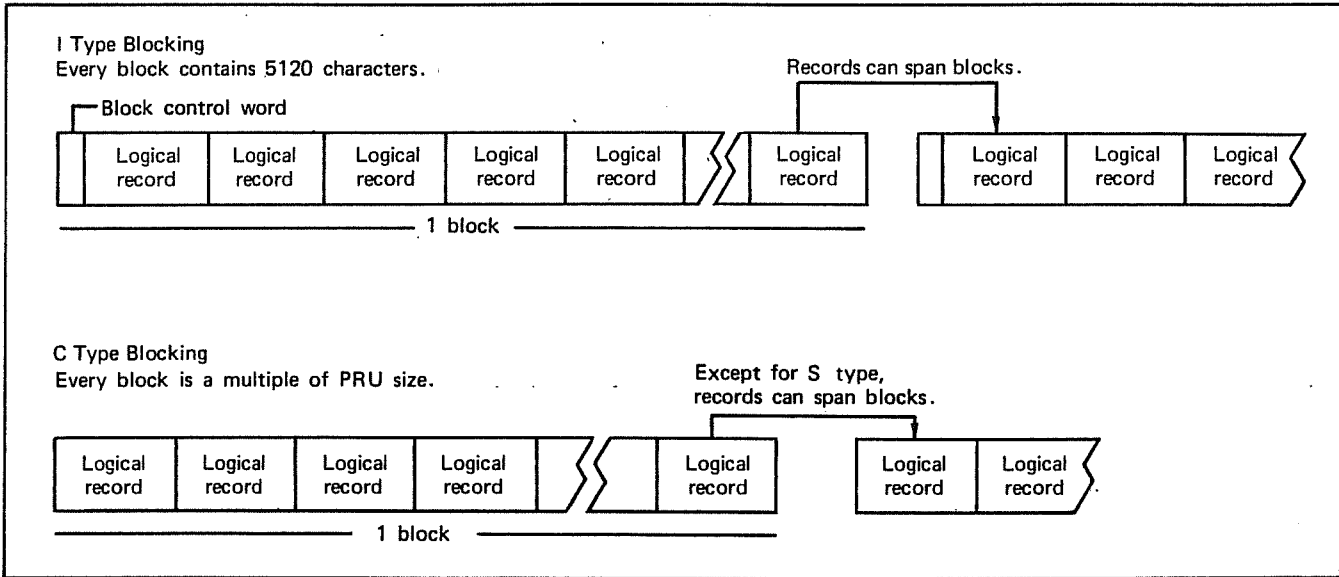 I Type Blocking
Every block contains 5120 characters.
Records can span blocks.
Block control word
Logical record
Logical record
Logical record
Logical record
Logical record
Logical record
Logical record
Logical record
Logical record
1 block
C Type Blocking
Every block is a multiple of PRU size.
Except for S type,
records can span blocks.
Logical record
Logical record
Logical record
Logical record
Logical record
Logical record
Logical record
1 block